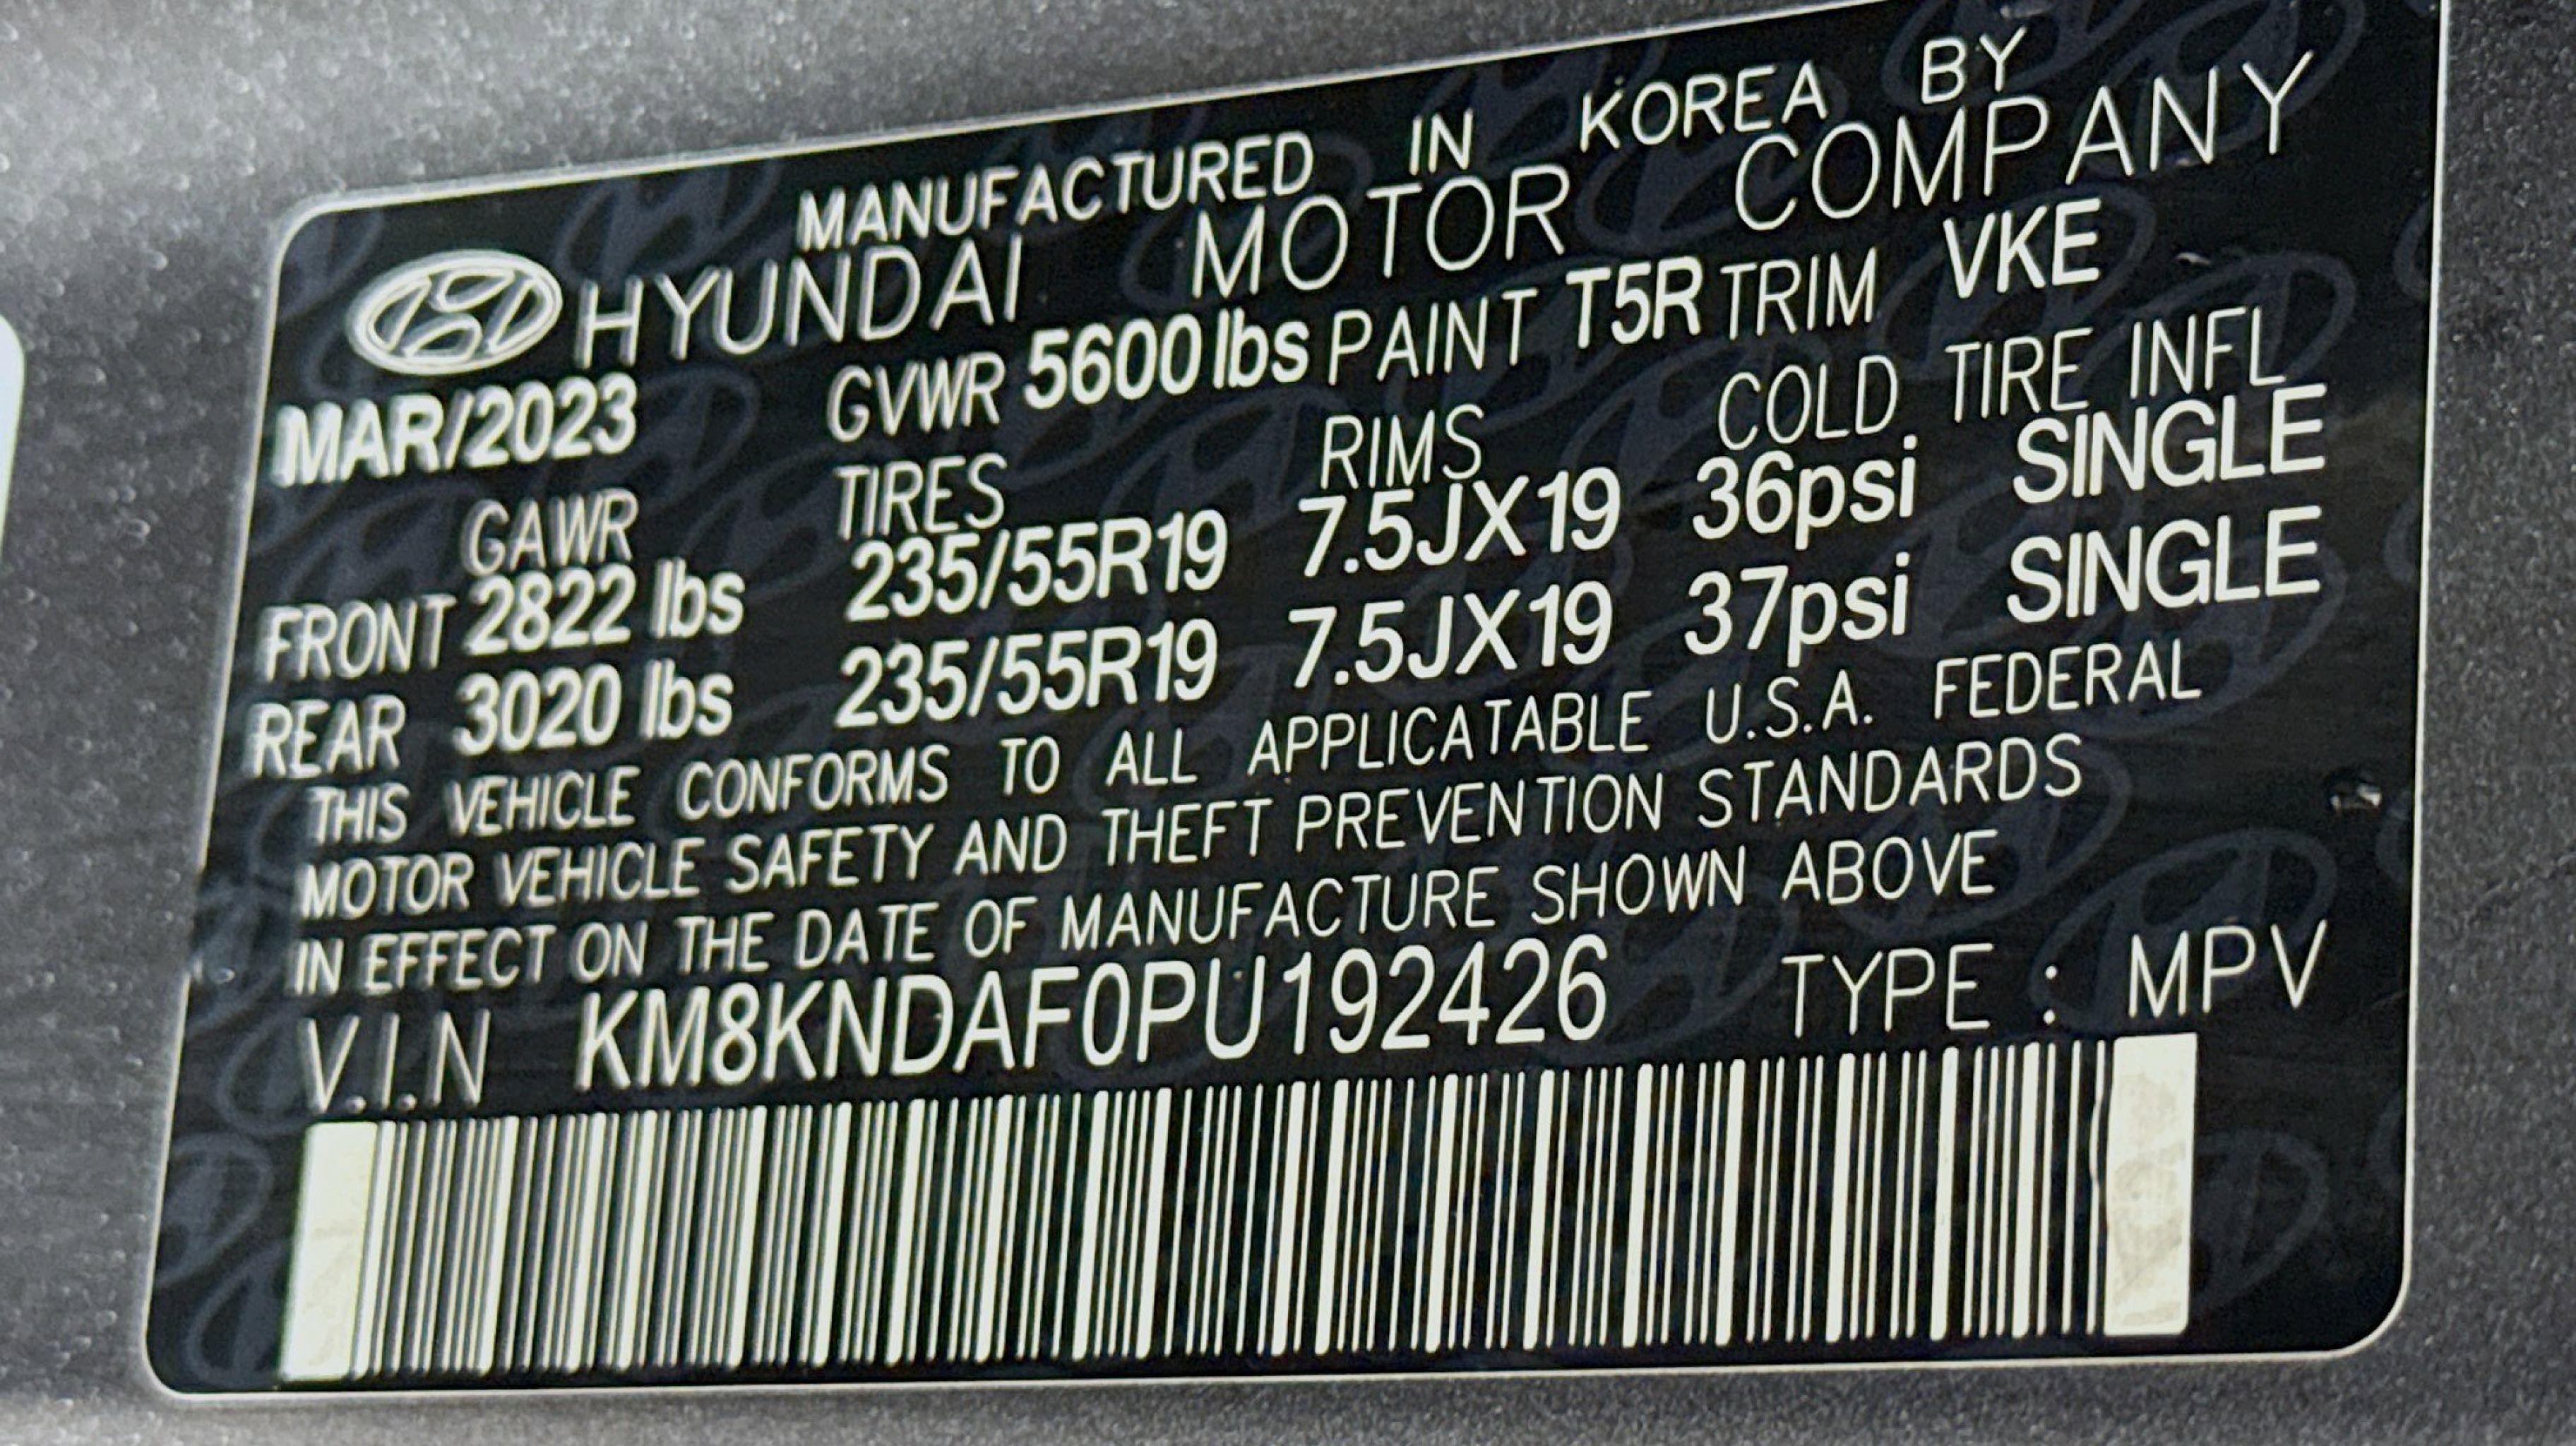 MANUFACTURED IN KOREA BY
HYUNDAI MOTOR COMPANY
MAR/2023 GVWR 5600 lbs PAINT T5R TRIM VKE
GAWR TIRES RIMS COLD TIRE INFL
FRONT 2822 lbs 235/55R19 7.5JX19 36psi SINGLE
REAR 3020 lbs 235/55R19 7.5JX19 37psi SINGLE
THIS VEHICLE CONFORMS TO ALL APPLICATABLE U.S.A. FEDERAL
MOTOR VEHICLE SAFETY AND THEFT PREVENTION STANDARDS
IN EFFECT ON THE DATE OF MANUFACTURE SHOWN ABOVE
V.I.N KM8KNDAF0PU192426 TYPE : MPV